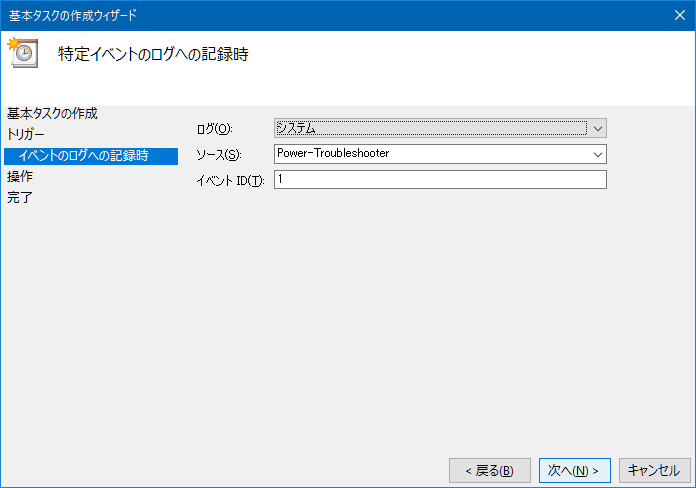 基本タスクの作成ウィザード
特定イベントのログへの記録時
基本タスクの作成
トリガー
イベントのログへの記録時
操作
完了
ログ(O): システム
ソース(S): Power-Troubleshooter
イベント ID(T): 1
< 戻る(B) 次へ(N) > キャンセル